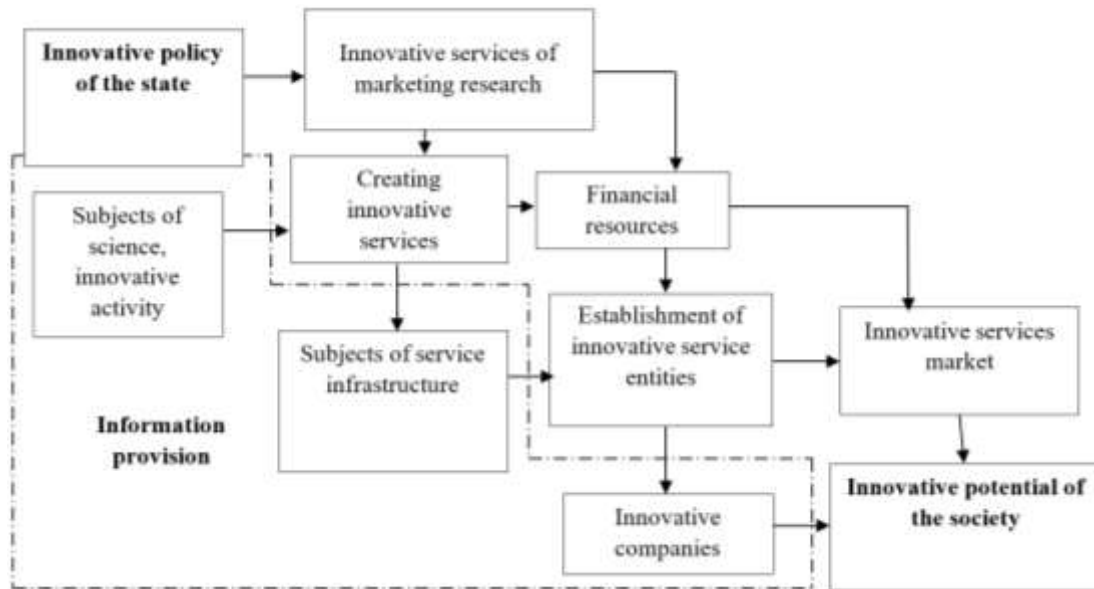 Innovative policy
of the state
Innovative services of
marketing research
Creating
innovative
services
Financial
resources
Subjects of
science,
innovative
activity
Subjects of service
infrastructure
Establishment of
innovative service
entities
Innovative services
market
Information
provision
Innovative
companies
Innovative potential of
the society